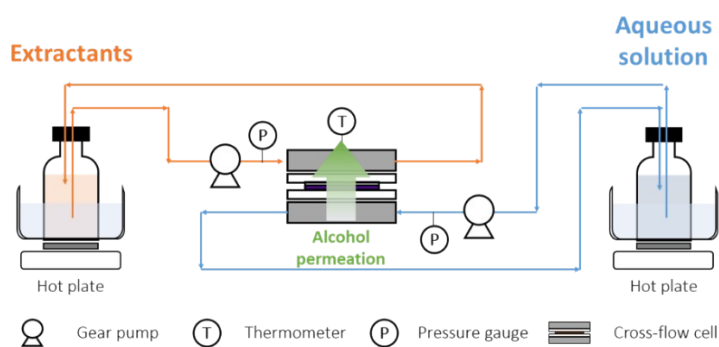 Extractants
Aqueous
solution
P
T
P
Alcohol
permeation
Hot plate
Hot plate
Gear pump
T
Thermometer
P
Pressure gauge
Cross-flow cell